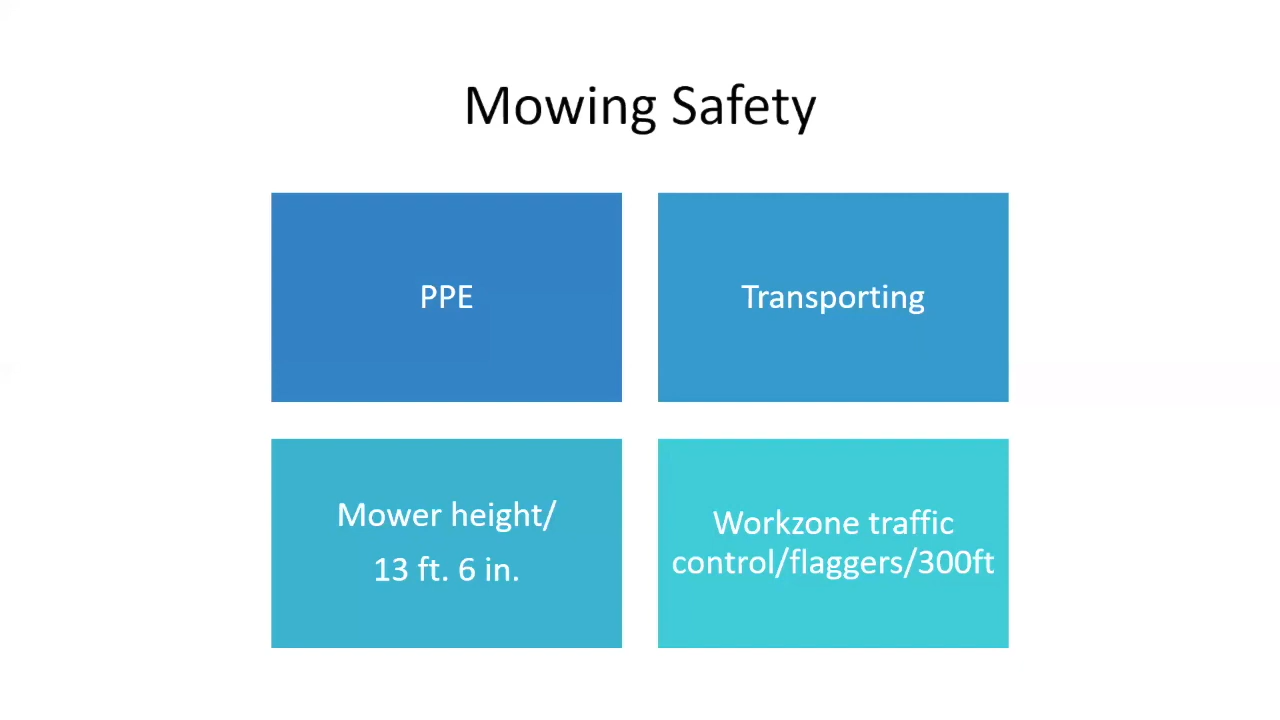 Mowing Safety
PPE
Transporting
Mower height/
13 ft. 6 in.
Workzone traffic
control/flaggers/300ft